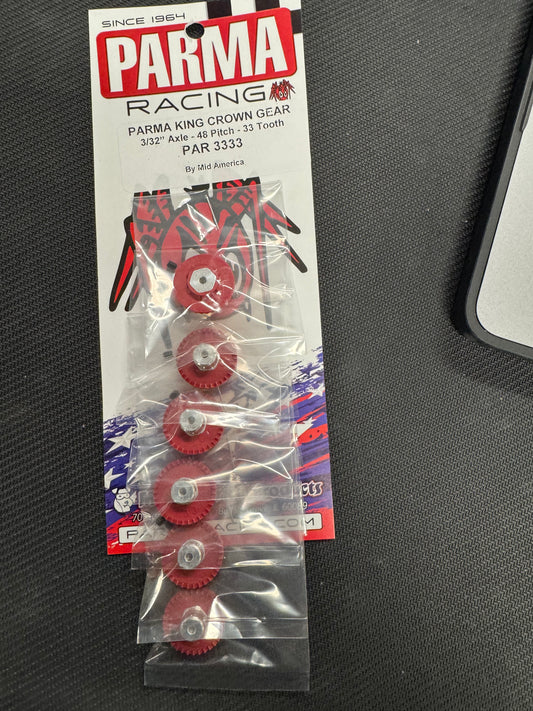 SINCE 1964
PARMA
RACING
PARMA KING CROWN GEAR
3/32" Axle - 48 Pitch - 33 Tooth
PAR 3333
By Mid America